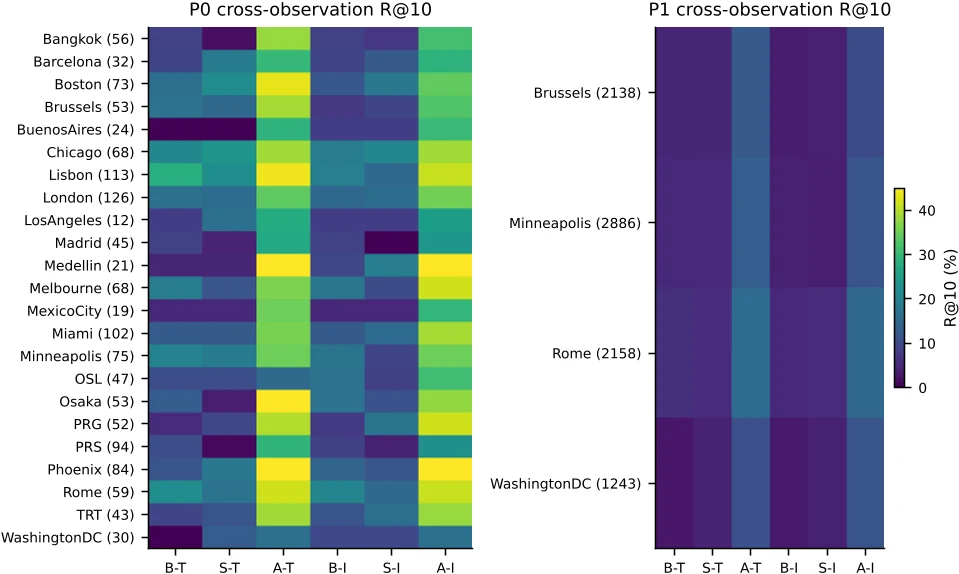 P0 cross-observation R@10
Bangkok (56)
Barcelona (32)
Boston (73)
Brussels (53)
BuenosAires (24)
Chicago (68)
Lisbon (113)
London (126)
LosAngeles (12)
Madrid (45)
Medellin (21)
Melbourne (68)
MexicoCity (19)
Miami (102)
Minneapolis (75)
OSL (47)
Osaka (53)
PRG (52)
PRS (94)
Phoenix (84)
Rome (59)
TRT (43)
WashingtonDC (30)
B-T S-T A-T B-I S-I A-I
P1 cross-observation R@10
Brussels (2138)
Minneapolis (2886)
Rome (2158)
WashingtonDC (1243)
B-T S-T A-T B-I S-I A-I
40
30
20
10
0
R@10 (%)